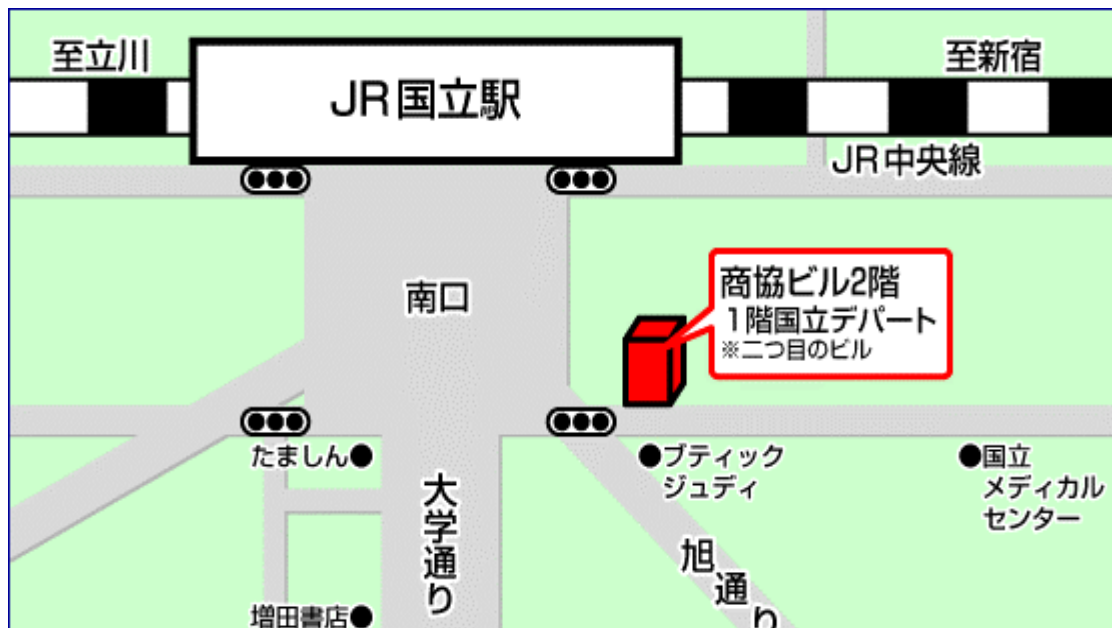 至立川
JR国立駅
至新宿
JR中央線
南口
商協ビル2階
1階国立デパート
※二つ目のビル
たましん
ブティック
ジュディ
国立
メディカル
センター
大学通り
旭通り
増田書店